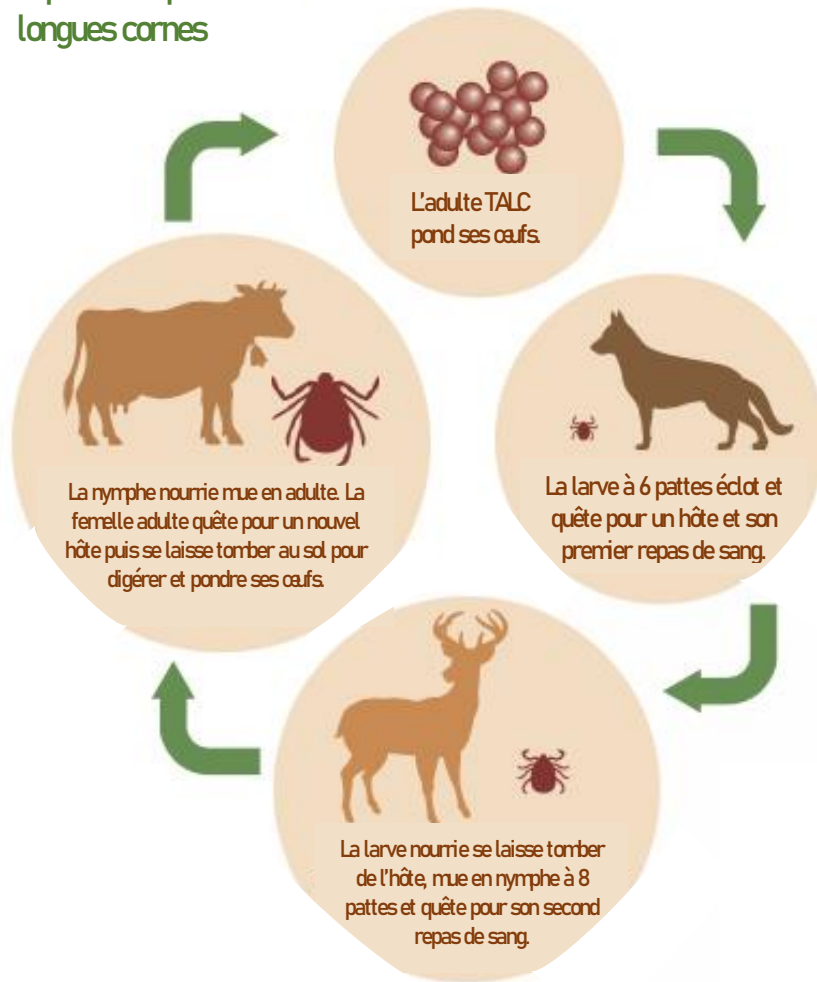 longues cornes
L'adulte TALC
pond ses œufs.
La nymphe nourrie mue en adulte. La
femelle adulte quête pour un nouvel
hôte puis se laisse tomber au sol pour
digérer et pondre ses œufs.
La larve à 6 pattes éclot et
quête pour un hôte et son
premier repas de sang.
La larve nourrie se laisse tomber
de l'hôte, mue en nymphe à 8
pattes et quête pour son second
repas de sang.